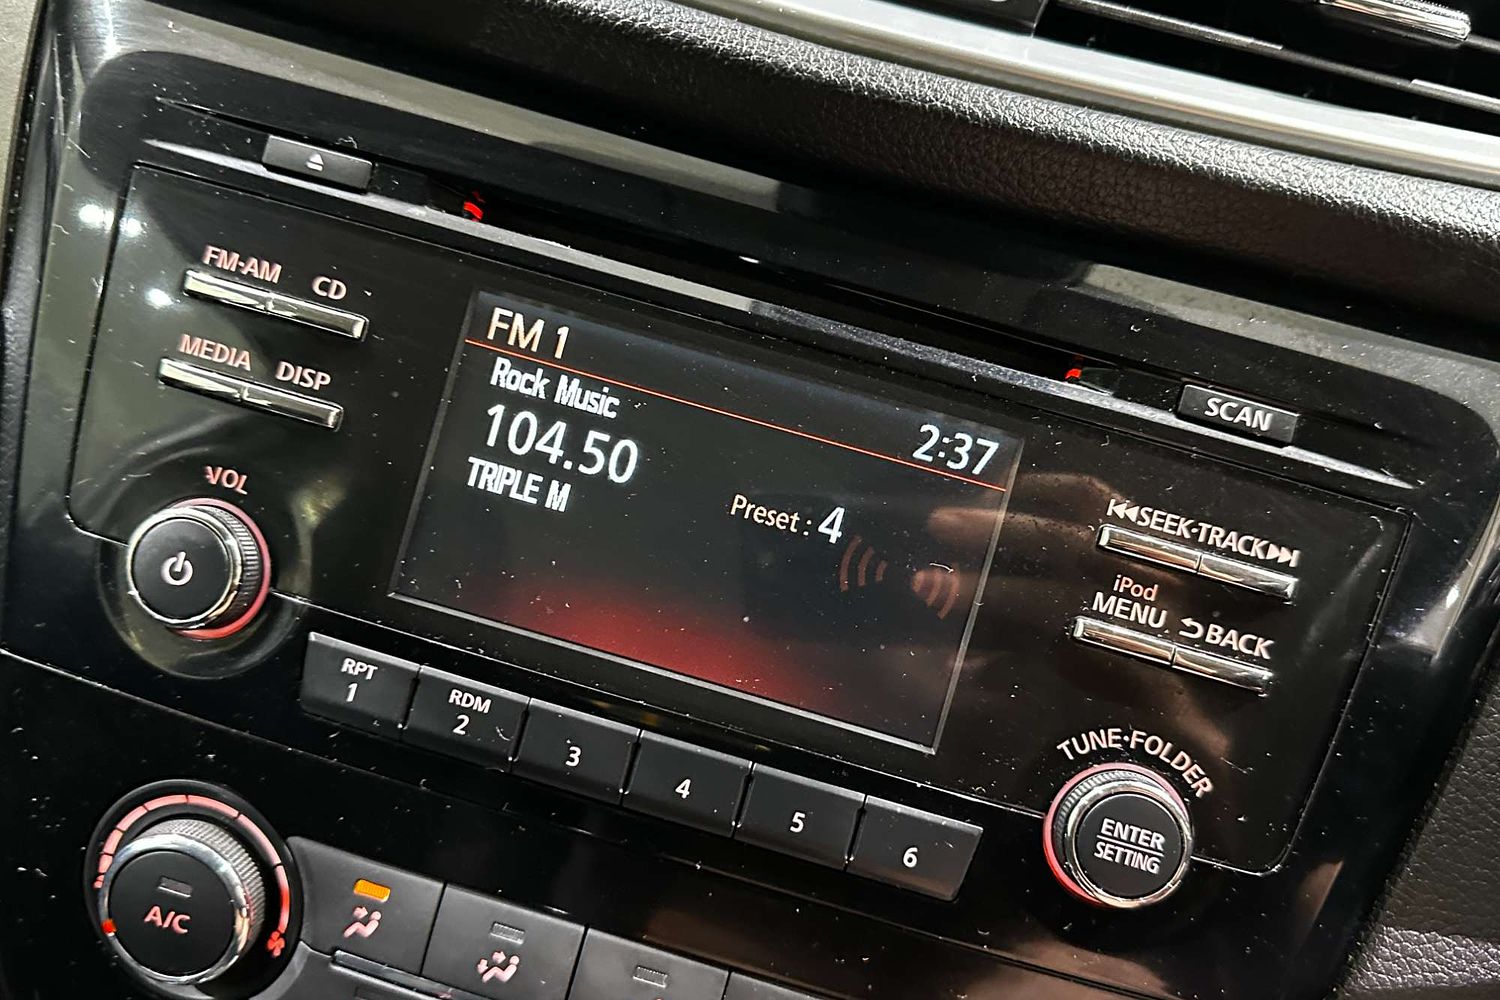 FM·AM CD
MEDIA DISP
VOL
FM 1
Rock Music
2:37
104.50
TRIPLE M
Preset : 4
SCAN
SEEK·TRACK
iPod
MENU BACK
RPT
1
RDM
2
3
4
5
6
TUNE·FOLDER
ENTER
SETTING
A/C